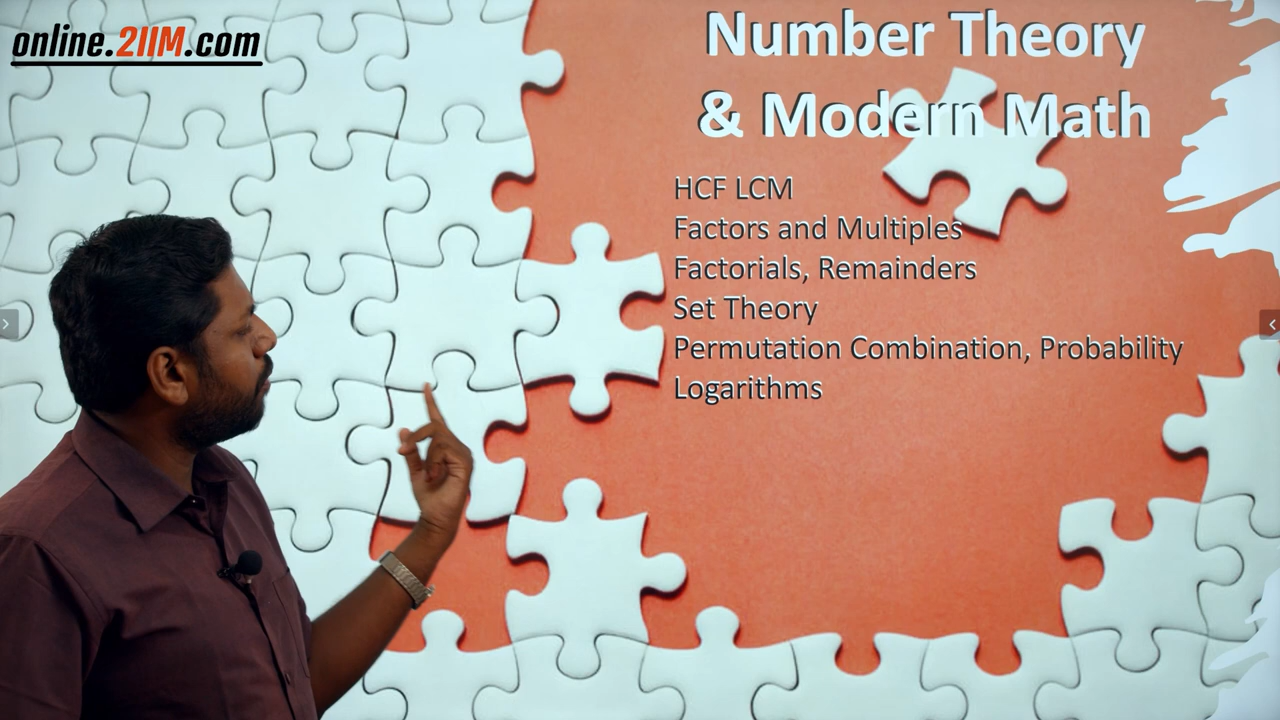 online.2IIM.com
Number Theory
& Modern Math
HCF LCM
Factors and Multiples
Factorials, Remainders
Set Theory
Permutation Combination, Probability
Logarithms